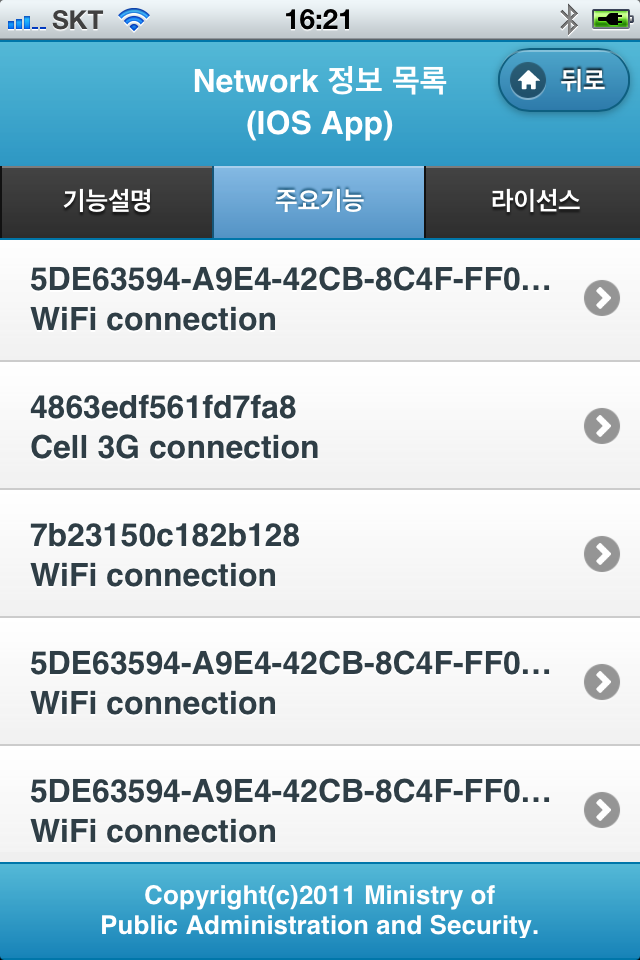 SKT 16:21
Network 정보 목록
(IOS App)
뒤로
기능설명 주요기능 라이선스
5DE63594-A9E4-42CB-8C4F-FF0...
WiFi connection
4863edf561fd7fa8
Cell 3G connection
7b23150c182b128
WiFi connection
5DE63594-A9E4-42CB-8C4F-FF0...
WiFi connection
5DE63594-A9E4-42CB-8C4F-FF0...
WiFi connection
Copyright(c)2011 Ministry of
Public Administration and Security.